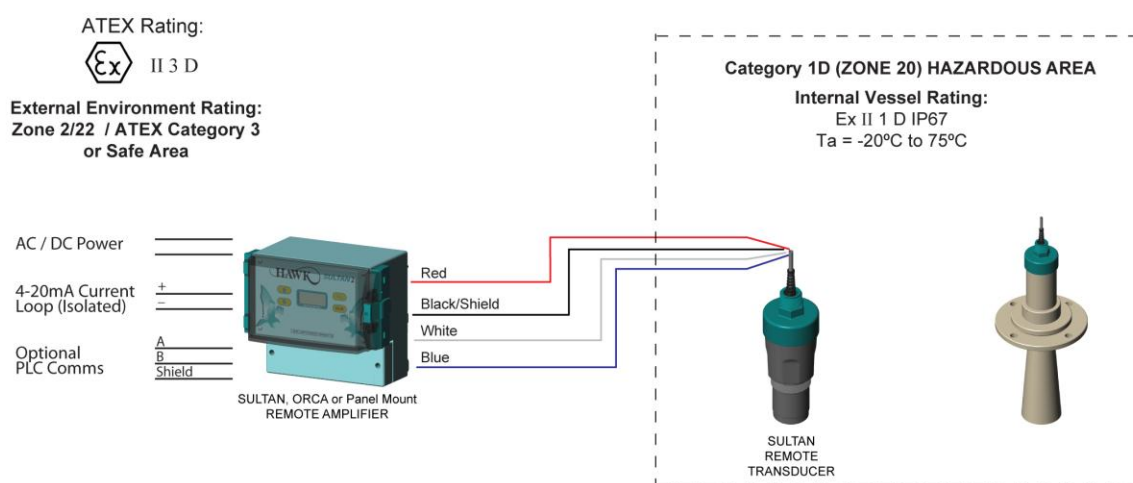 ATEX Rating:
Ex II 3 D
External Environment Rating:
Zone 2/22 / ATEX Category 3
or Safe Area
Category 1D (ZONE 20) HAZARDOUS AREA
Internal Vessel Rating:
Ex II 1 D IP67
Ta = -20ºC to 75ºC
AC / DC Power
4-20mA Current
Loop (Isolated)
+
–
Optional
PLC Comms
A
B
Shield
HAWK SULTAN
Red
Black/Shield
White
Blue
SULTAN, ORCA or Panel Mount
REMOTE AMPLIFIER
SULTAN
REMOTE
TRANSDUCER